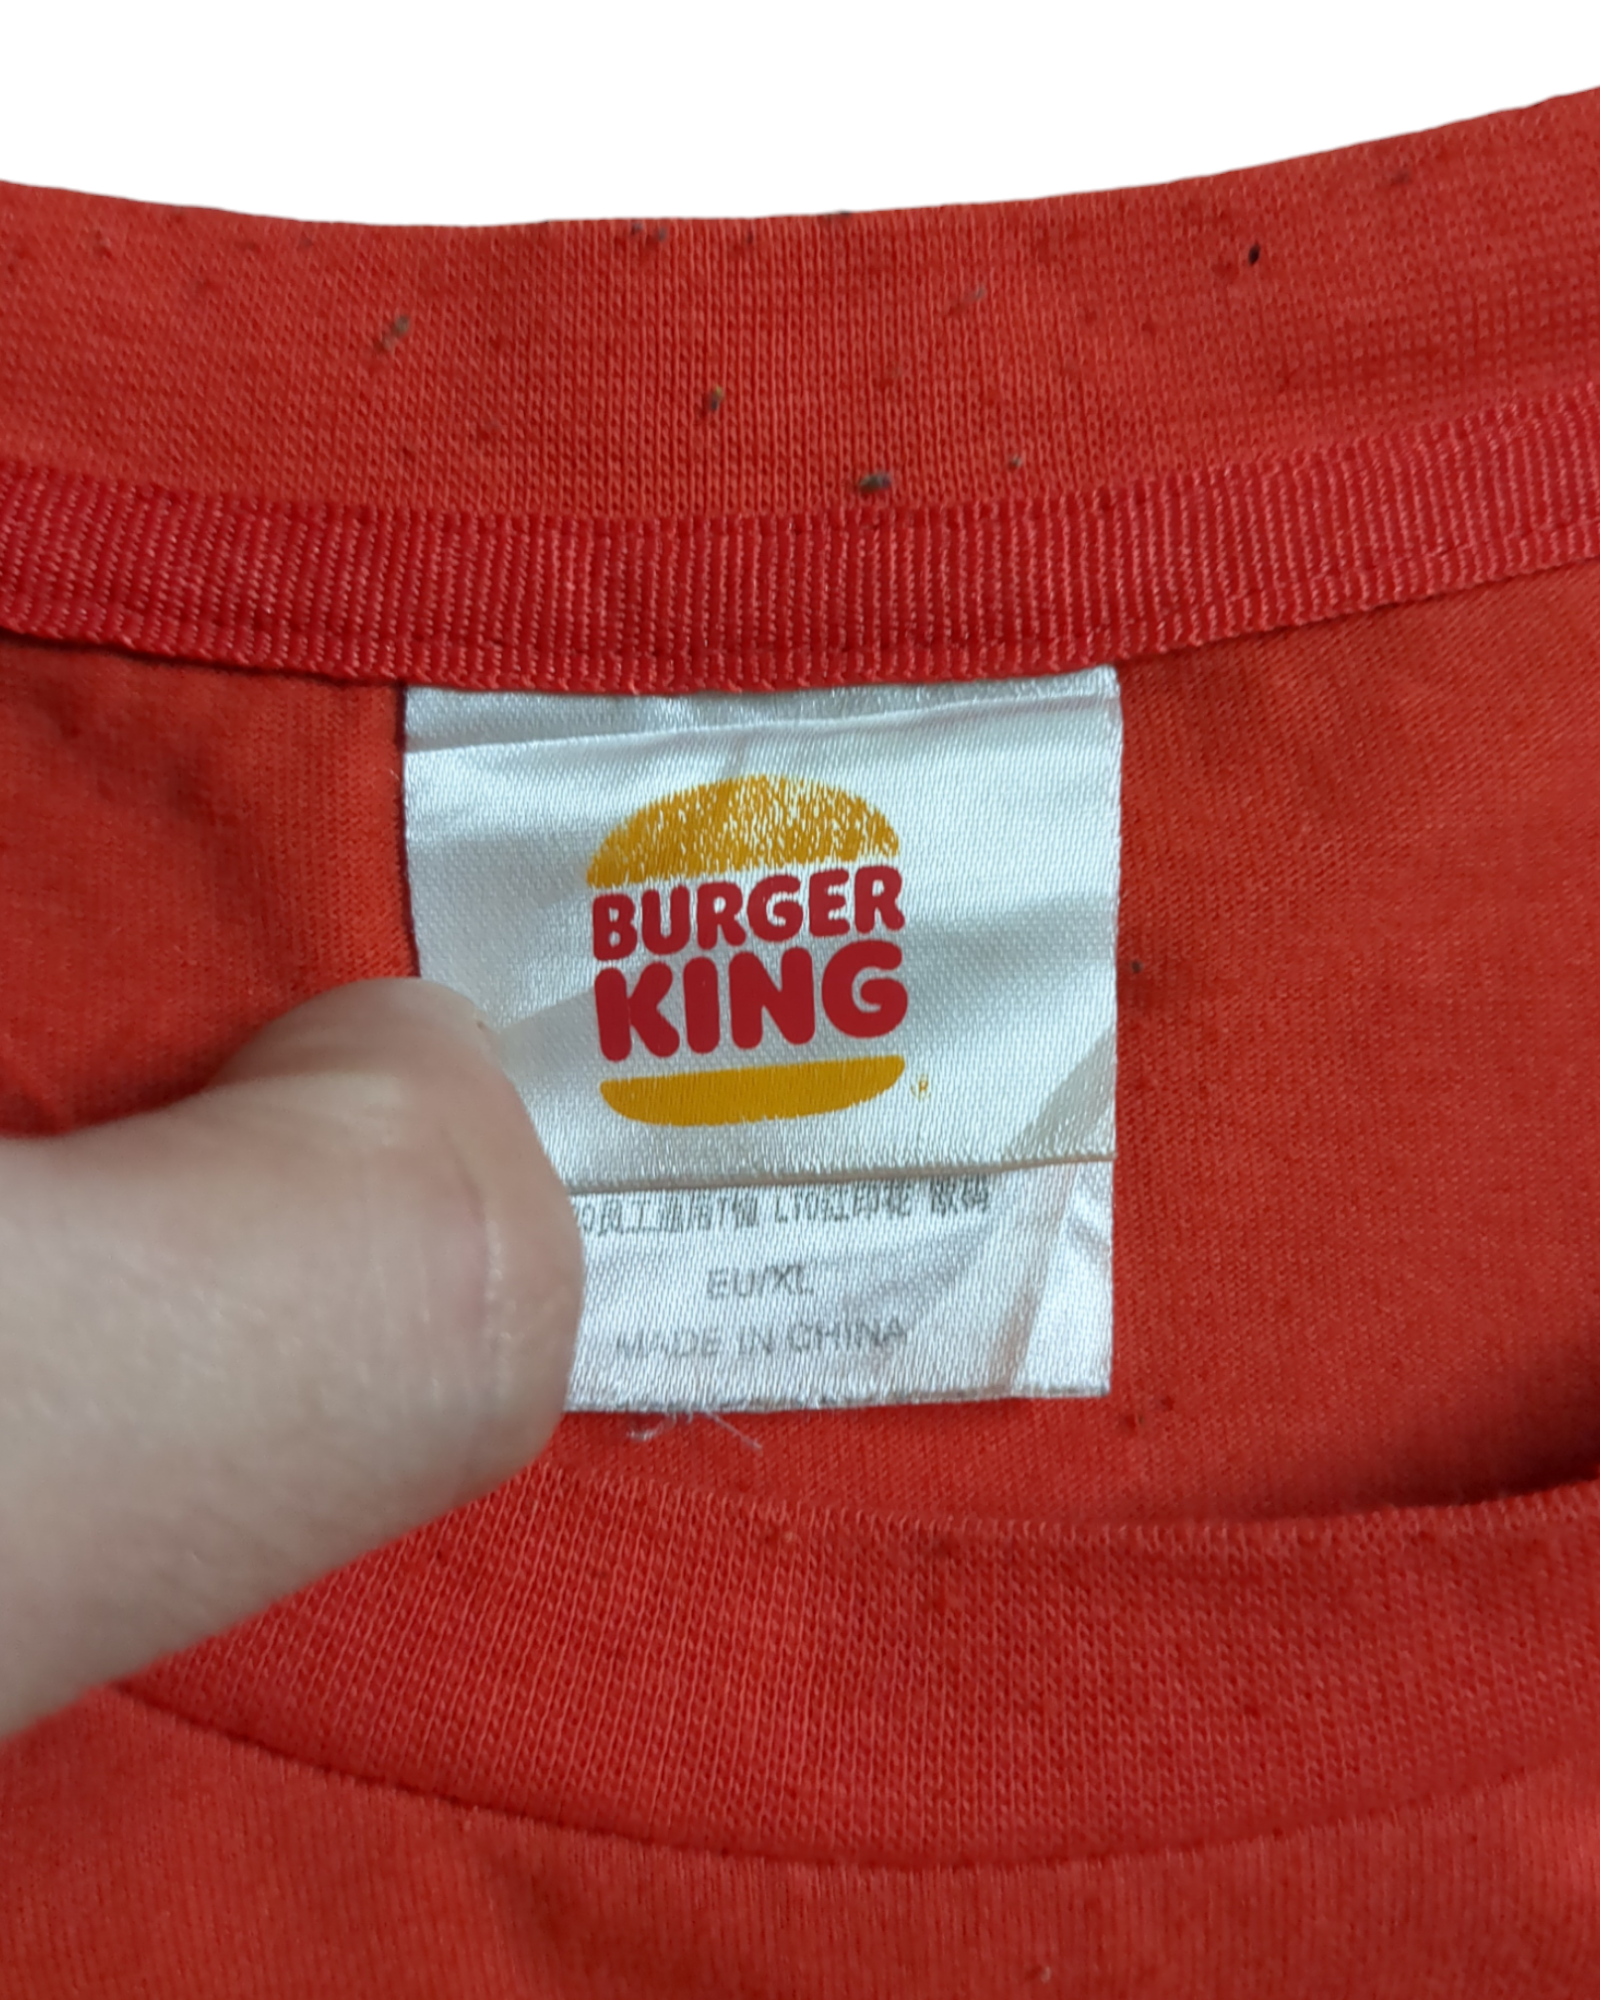 BURGER
KING
®
EU/XL
MADE IN CHINA